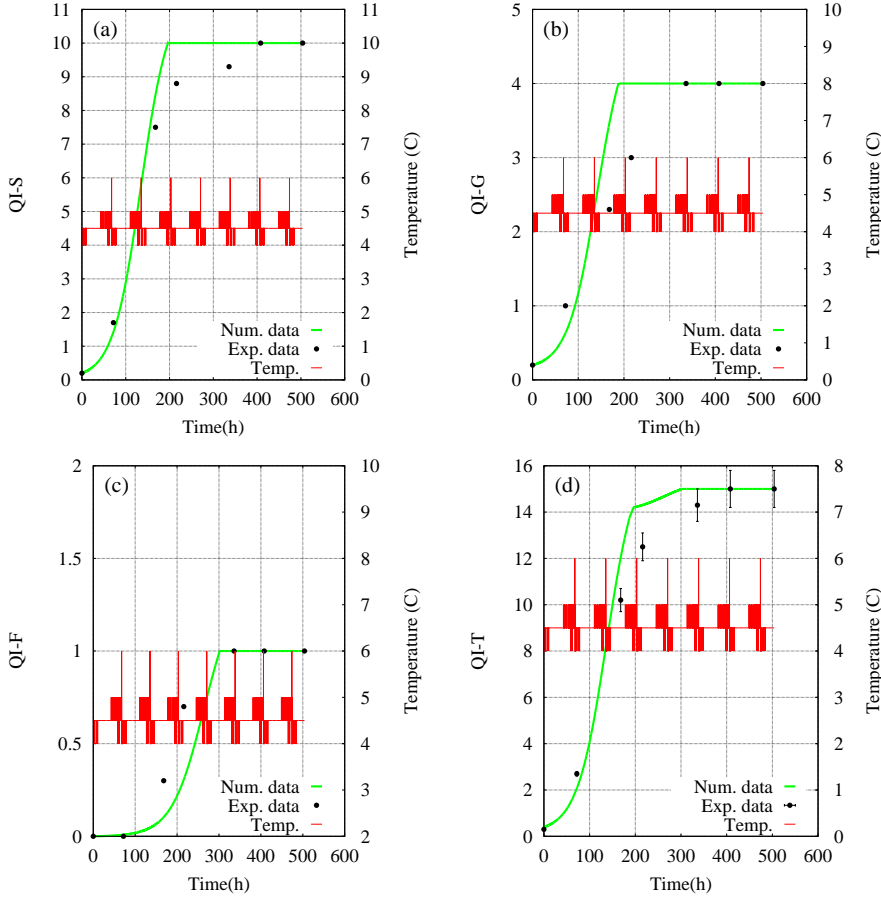 (a)
QI-S
11
10
9
8
7
6
5
4
3
2
1
0
11
10
9
8
7
6
5
4
3
2
1
0
Temperature (C)
Num. data
Exp. data
Temp.
0 100 200 300 400 500 600
Time(h)
(b)
QI-G
5
4
3
2
1
0
10
9
8
7
6
5
4
3
2
1
0
Temperature (C)
Num. data
Exp. data
Temp.
0 100 200 300 400 500 600
Time(h)
(c)
QI-F
2
1.5
1
0.5
0
10
9
8
7
6
5
4
3
2
Temperature (C)
Num. data
Exp. data
Temp.
0 100 200 300 400 500 600
Time(h)
(d)
QI-T
16
14
12
10
8
6
4
2
0
8
7
6
5
4
3
2
1
0
Temperature (C)
Num. data
Exp. data
Temp.
0 100 200 300 400 500 600
Time(h)